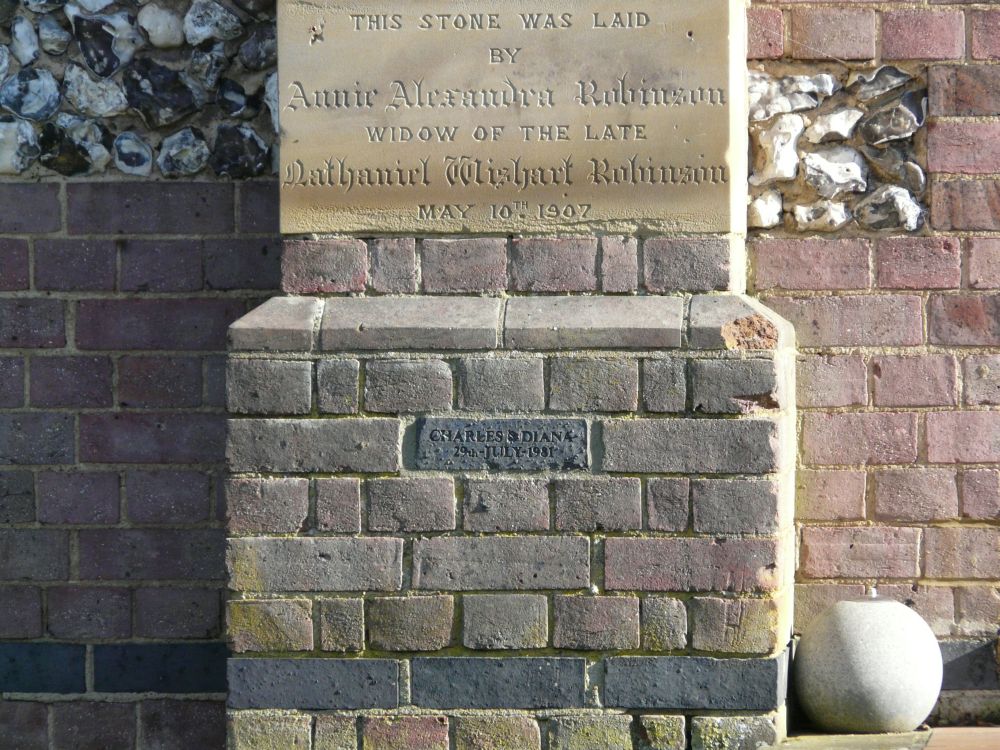 THIS STONE WAS LAID
BY
Annie Alexandra Robinson
WIDOW OF THE LATE
Nathaniel Wishart Robinson
MAY 10TH 1907
CHARLES & DIANA
29th-JULY-1981